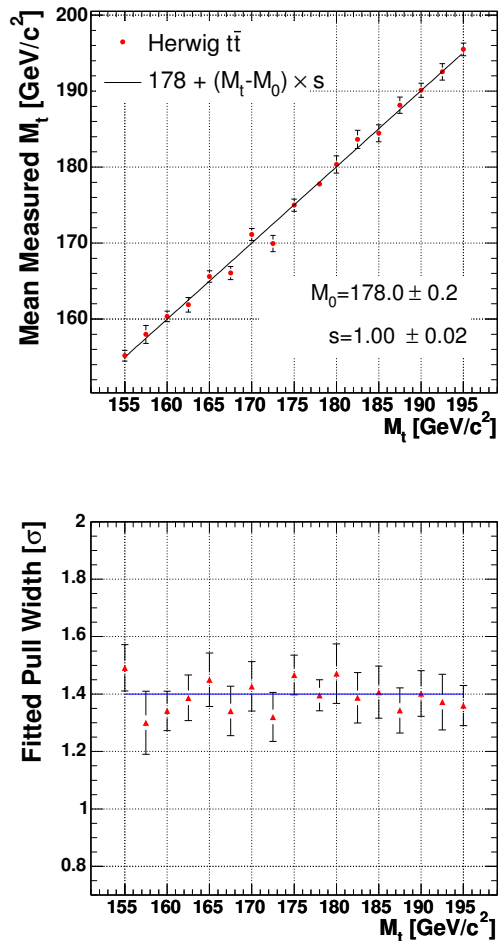 Mean Measured Mₜ [GeV/c²]
200
190
180
170
160
Herwig tt̄
178 + (Mₜ-M₀) × s
M₀=178.0 ± 0.2
s=1.00 ± 0.02
155 160 165 170 175 180 185 190 195
Mₜ [GeV/c²]
Fitted Pull Width [σ]
2
1.8
1.6
1.4
1.2
1
0.8
155 160 165 170 175 180 185 190 195
Mₜ [GeV/c²]